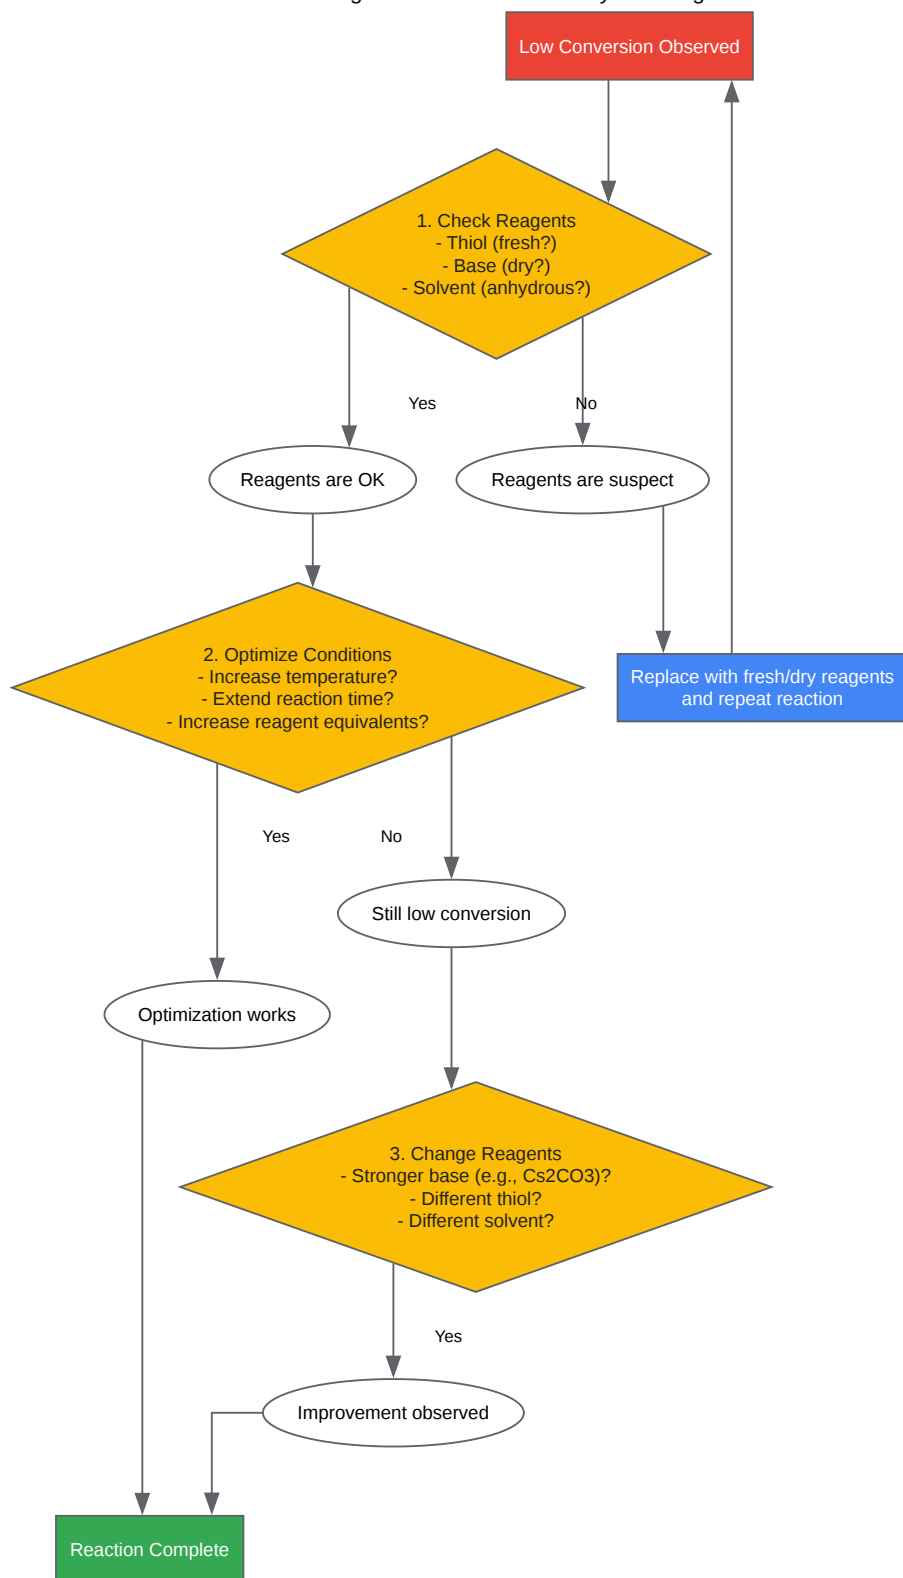 Low Conversion Observed
1. Check Reagents
- Thiol (fresh?)
- Base (dry?)
- Solvent (anhydrous?)
Yes
No
Reagents are OK
Reagents are suspect
2. Optimize Conditions
- Increase temperature?
- Extend reaction time?
- Increase reagent equivalents?
Replace with fresh/dry reagents
and repeat reaction
Yes
No
Still low conversion
Optimization works
3. Change Reagents
- Stronger base (e.g., Cs2CO3)?
- Different thiol?
- Different solvent?
Yes
Improvement observed
Reaction Complete